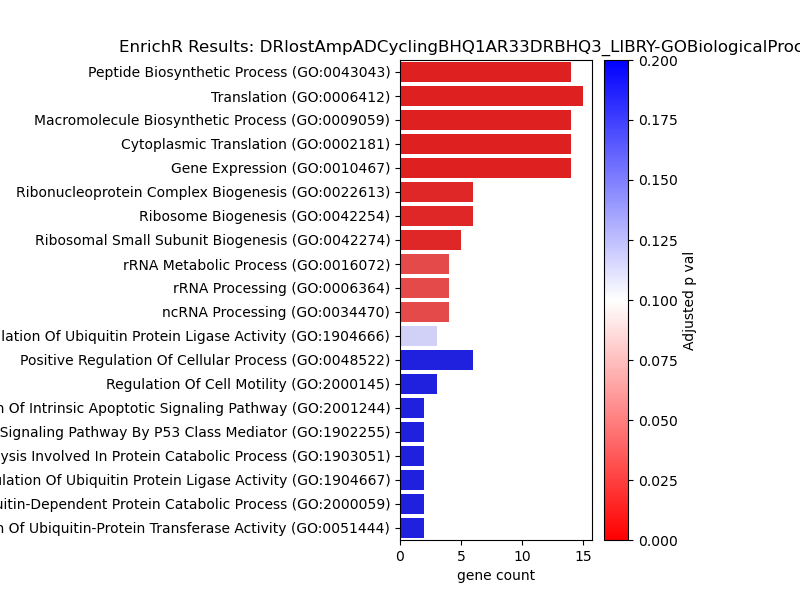 EnrichR Results: DRlostAmpADCyclingBHQ1AR33DRBHQ3_LIBRY-GOBiologicalProc
Peptide Biosynthetic Process (GO:0043043)
Translation (GO:0006412)
Macromolecule Biosynthetic Process (GO:0009059)
Cytoplasmic Translation (GO:0002181)
Gene Expression (GO:0010467)
Ribonucleoprotein Complex Biogenesis (GO:0022613)
Ribosome Biogenesis (GO:0042254)
Ribosomal Small Subunit Biogenesis (GO:0042274)
rRNA Metabolic Process (GO:0016072)
rRNA Processing (GO:0006364)
ncRNA Processing (GO:0034470)
lation Of Ubiquitin Protein Ligase Activity (GO:1904666)
Positive Regulation Of Cellular Process (GO:0048522)
Regulation Of Cell Motility (GO:2000145)
n Of Intrinsic Apoptotic Signaling Pathway (GO:2001244)
Signaling Pathway By P53 Class Mediator (GO:1902255)
ysis Involved In Protein Catabolic Process (GO:1903051)
ulation Of Ubiquitin Protein Ligase Activity (GO:1904667)
uitin-Dependent Protein Catabolic Process (GO:2000059)
n Of Ubiquitin-Protein Transferase Activity (GO:0051444)
0 5 10 15
gene count
0.200
0.175
0.150
0.125
0.100
0.075
0.050
0.025
0.000
Adjusted p val